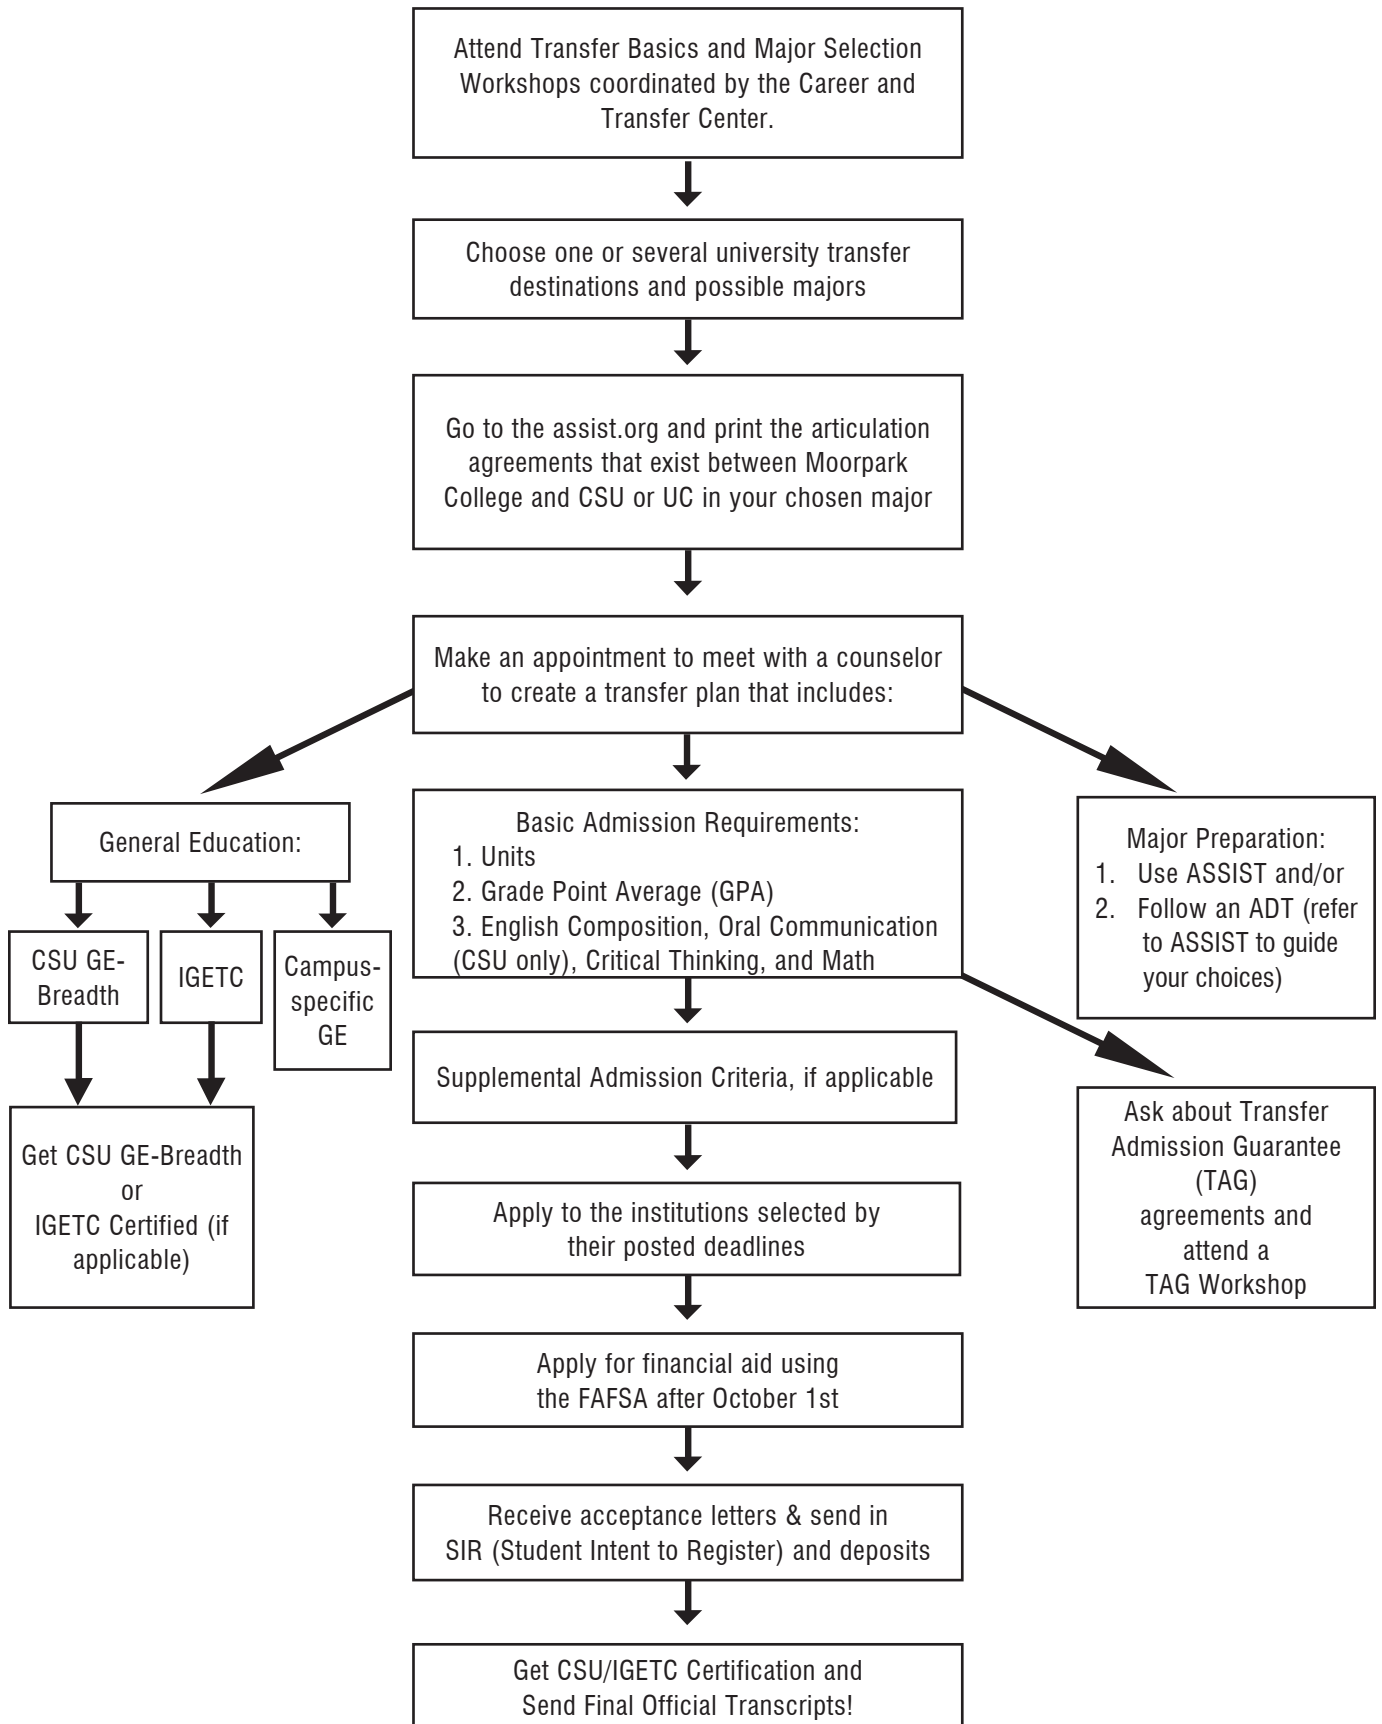 Attend Transfer Basics and Major Selection
Workshops coordinated by the Career and
Transfer Center.
Choose one or several university transfer
destinations and possible majors
Go to the assist.org and print the articulation
agreements that exist between Moorpark
College and CSU or UC in your chosen major
Make an appointment to meet with a counselor
to create a transfer plan that includes:
General Education:
CSU GE-
Breadth
IGETC
Campus-
specific
GE
Get CSU GE-Breadth
or
IGETC Certified (if
applicable)
Basic Admission Requirements:
1. Units
2. Grade Point Average (GPA)
3. English Composition, Oral Communication
(CSU only), Critical Thinking, and Math
Major Preparation:
1. Use ASSIST and/or
2. Follow an ADT (refer
to ASSIST to guide
your choices)
Ask about Transfer
Admission Guarantee
(TAG)
agreements and
attend a
TAG Workshop
Supplemental Admission Criteria, if applicable
Apply to the institutions selected by
their posted deadlines
Apply for financial aid using
the FAFSA after October 1st
Receive acceptance letters & send in
SIR (Student Intent to Register) and deposits
Get CSU/IGETC Certification and
Send Final Official Transcripts!